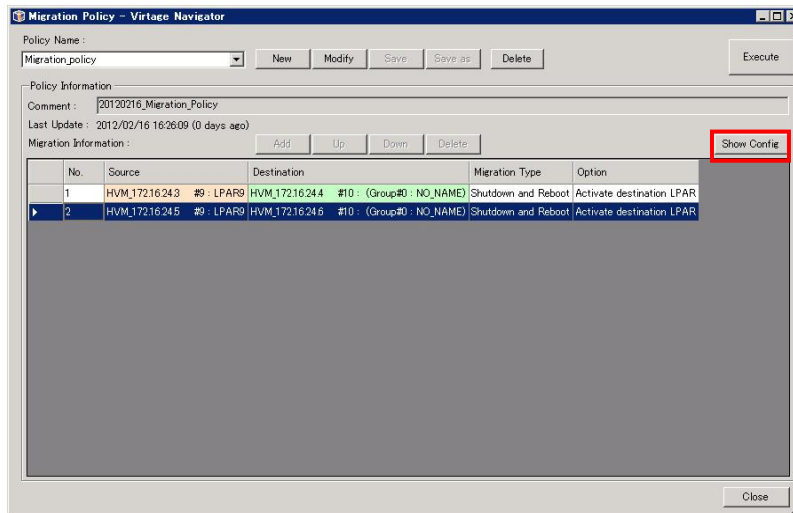 Migration Policy - Virtage Navigator
Policy Name :
Migration_policy New Modify Save Save as Delete Execute
Policy Information
Comment : 20120216_Migration_Policy
Last Update : 2012/02/16 16:26:09 (0 days ago)
Migration Information : Add Up Down Delete Show Config
No. Source Destination Migration Type Option
1 HVM_172.16.24.3 #9 : LPAR9 HVM_172.16.24.4 #10 : (Group#0 : NO_NAME) Shutdown and Reboot Activate destination LPAR
2 HVM_172.16.24.5 #9 : LPAR9 HVM_172.16.24.6 #10 : (Group#0 : NO_NAME) Shutdown and Reboot Activate destination LPAR
Close